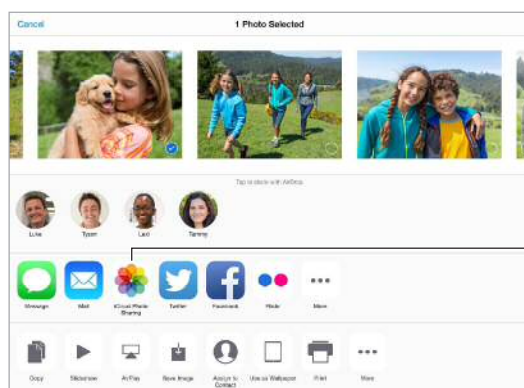 Cancel
1 Photo Selected
Tap to share with AirDrop
Luke
Tyson
Lexi
Tammy
Message
Mail
iCloud Photo
Sharing
Twitter
Facebook
Flickr
More
Copy
Slideshow
AirPlay
Save Image
Assign to
Contact
Use as Wallpaper
Print
More